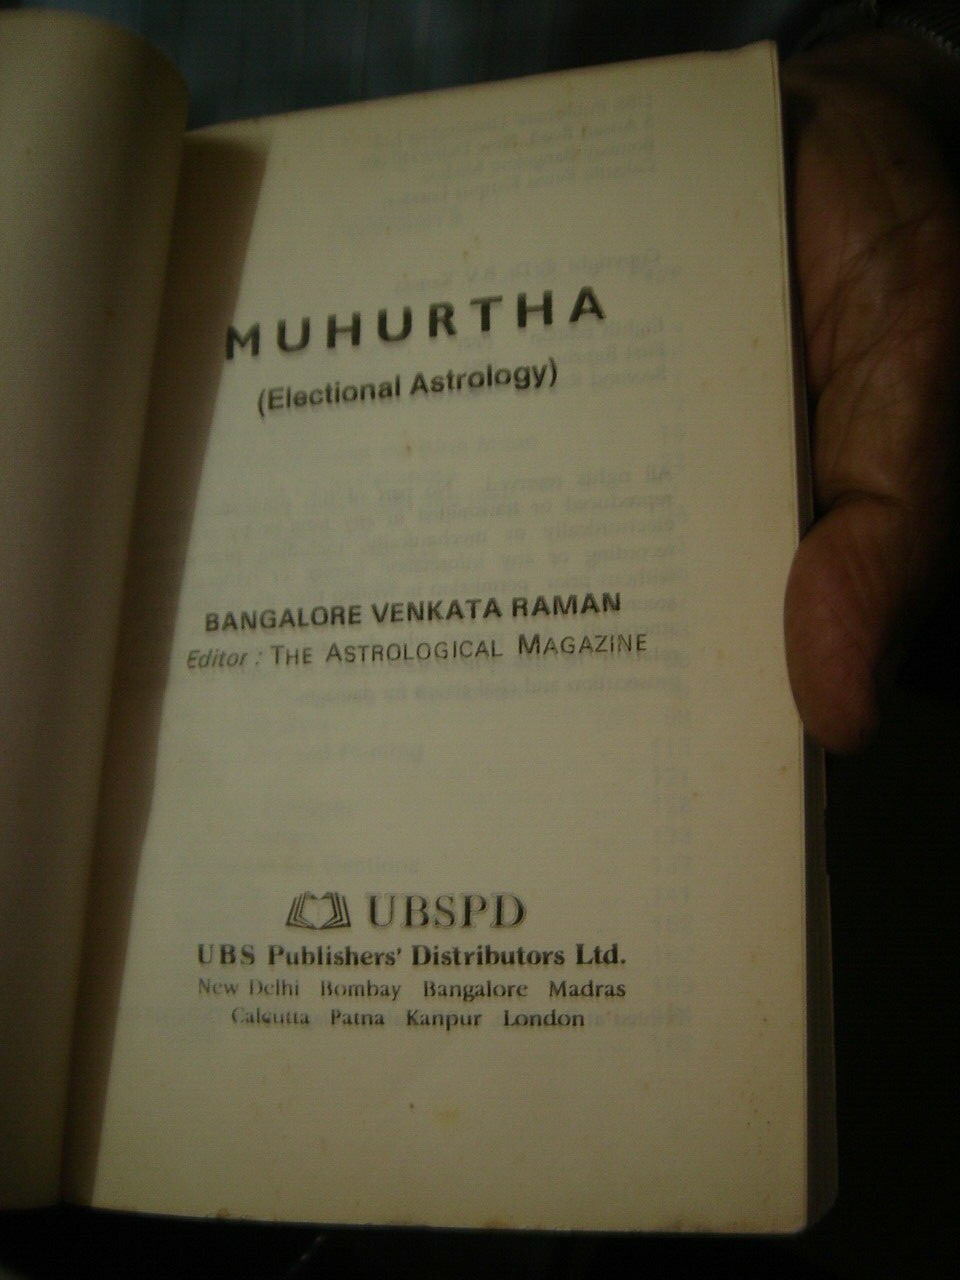 MUHURTHA
(Electional Astrology)
BANGALORE VENKATA RAMAN
Editor : THE ASTROLOGICAL MAGAZINE
UBSPD
UBS Publishers' Distributors Ltd.
New Delhi Bombay Bangalore Madras
Calcutta Patna Kanpur London